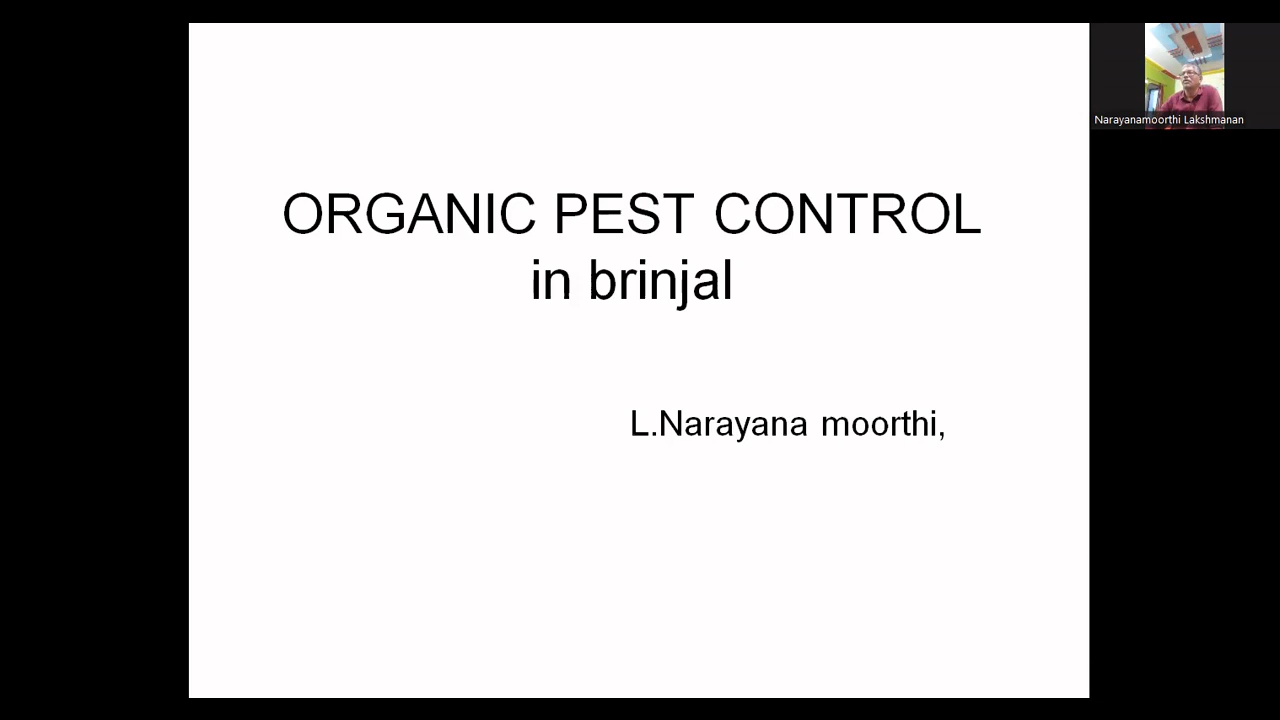 ORGANIC PEST CONTROL
in brinjal
L.Narayana moorthi,
Narayanamoorthi Lakshmanan